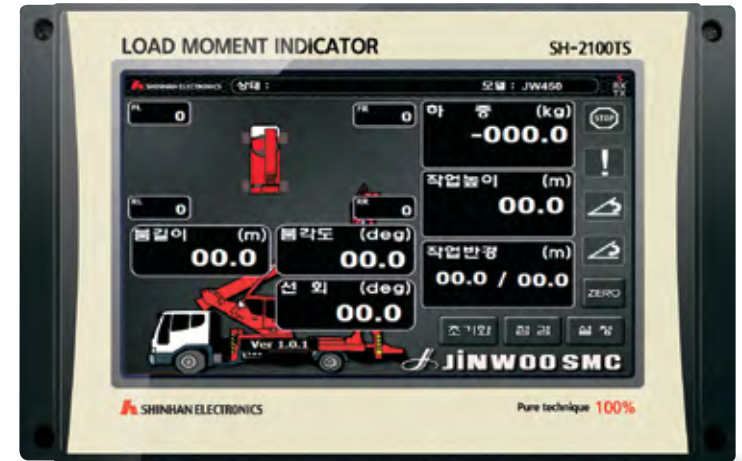 LOAD MOMENT INDICATOR SH-2100TS
SHINHAN ELECTRONICS 상태 : 모델 : JW450
RX
TX
FL 0 FR 0
하 중 (kg)
-000.0
STOP
!
작업높이 (m)
00.0
RL 0 RR 0
붐길이 (m)
00.0
붐각도 (deg)
00.0
작업반경 (m)
00.0 / 00.0
ZERO
선 회 (deg)
00.0
초기화 점검 설정
Ver 1.0.1
JINWOO SMC
SHINHAN ELECTRONICS Pure technique 100%